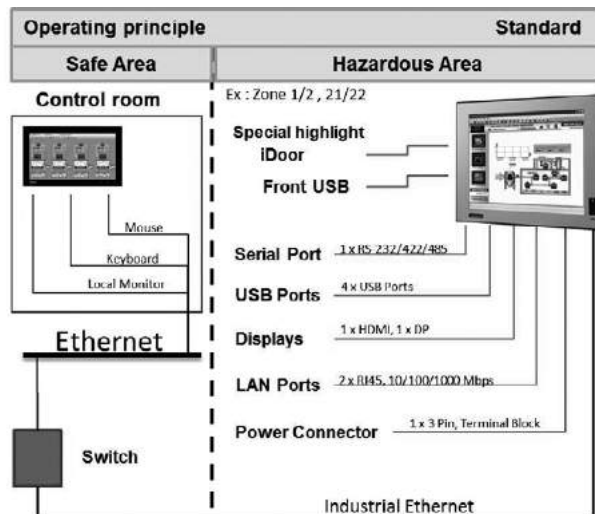 Operating principle Standard
Safe Area Hazardous Area
Control room
Ex : Zone 1/2 , 21/22
Special highlight
iDoor
Front USB
Mouse
Keyboard
Local Monitor
Serial Port 1 x RS-232/422/485
USB Ports 4 x USB Ports
Displays 1 x HDMI, 1 x DP
LAN Ports 2 x RJ45, 10/100/1000 Mbps
Power Connector 1 x 3 Pin, Terminal Block
Ethernet
Switch
Industrial Ethernet